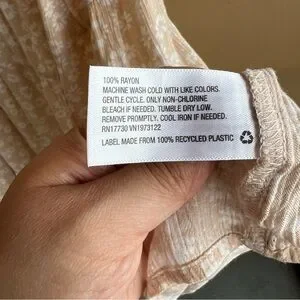 100% RAYON
MACHINE WASH COLD WITH LIKE COLORS.
GENTLE CYCLE. ONLY NON-CHLORINE
BLEACH IF NEEDED. TUMBLE DRY LOW.
REMOVE PROMPTLY. COOL IRON IF NEEDED.
RN17730 VN1973122
LABEL MADE FROM 100% RECYCLED PLASTIC